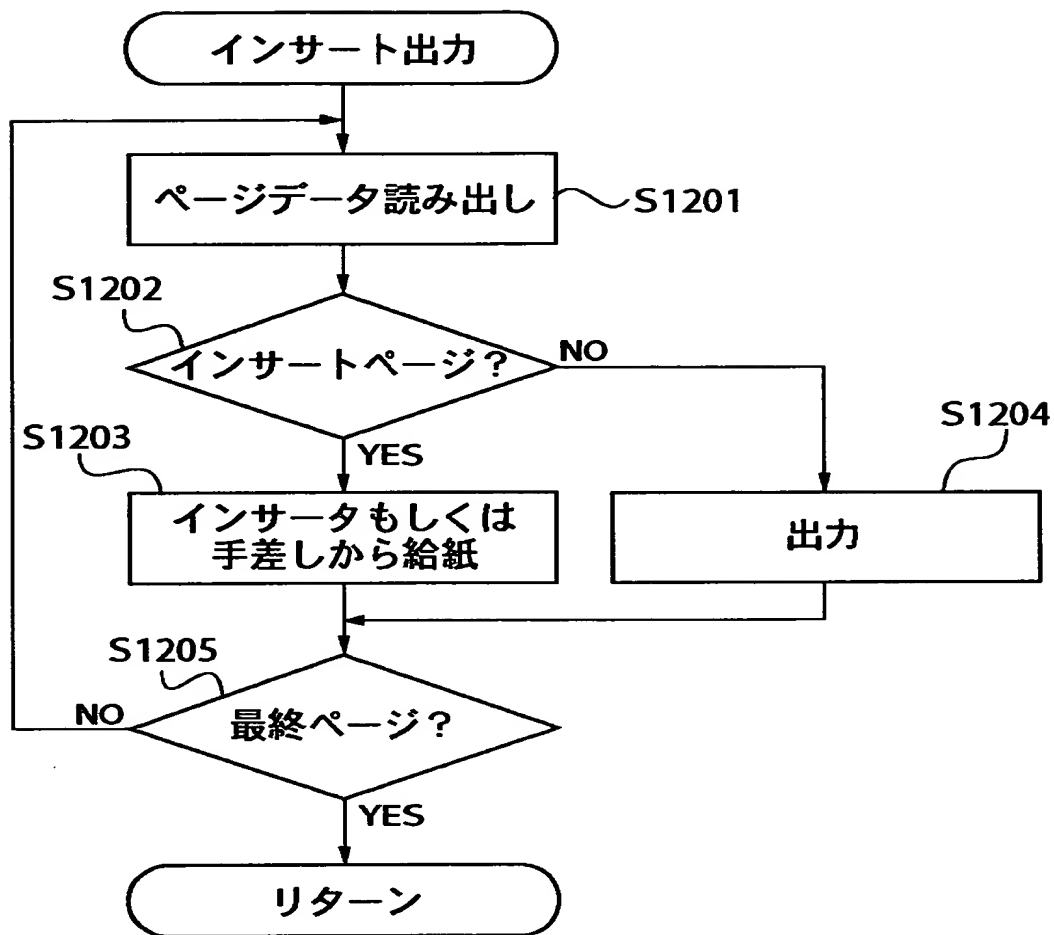 インサート出力
ページデータ読み出し
S1201
S1202
インサートページ?
NO
YES
S1203
インサータもしくは
手差しから給紙
S1204
出力
S1205
最終ページ?
NO
YES
リターン